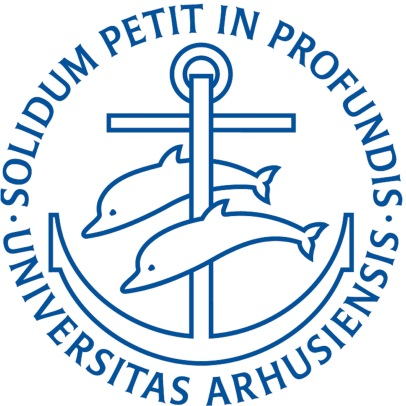 SOLIDUM PETIT IN PROFUNDIS
· UNIVERSITAS ARHUSIENSIS ·